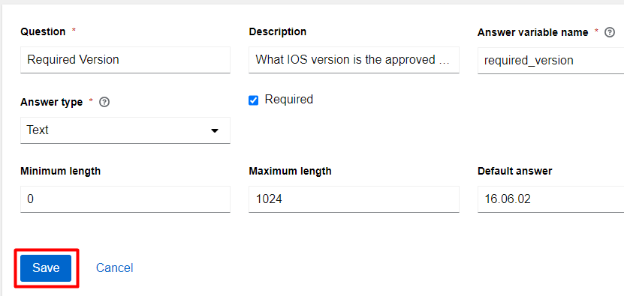 Question * Description Answer variable name * ?
Required Version What IOS version is the approved ... required_version
Answer type * ? Required
Text
Minimum length Maximum length Default answer
0 1024 16.06.02
Save Cancel